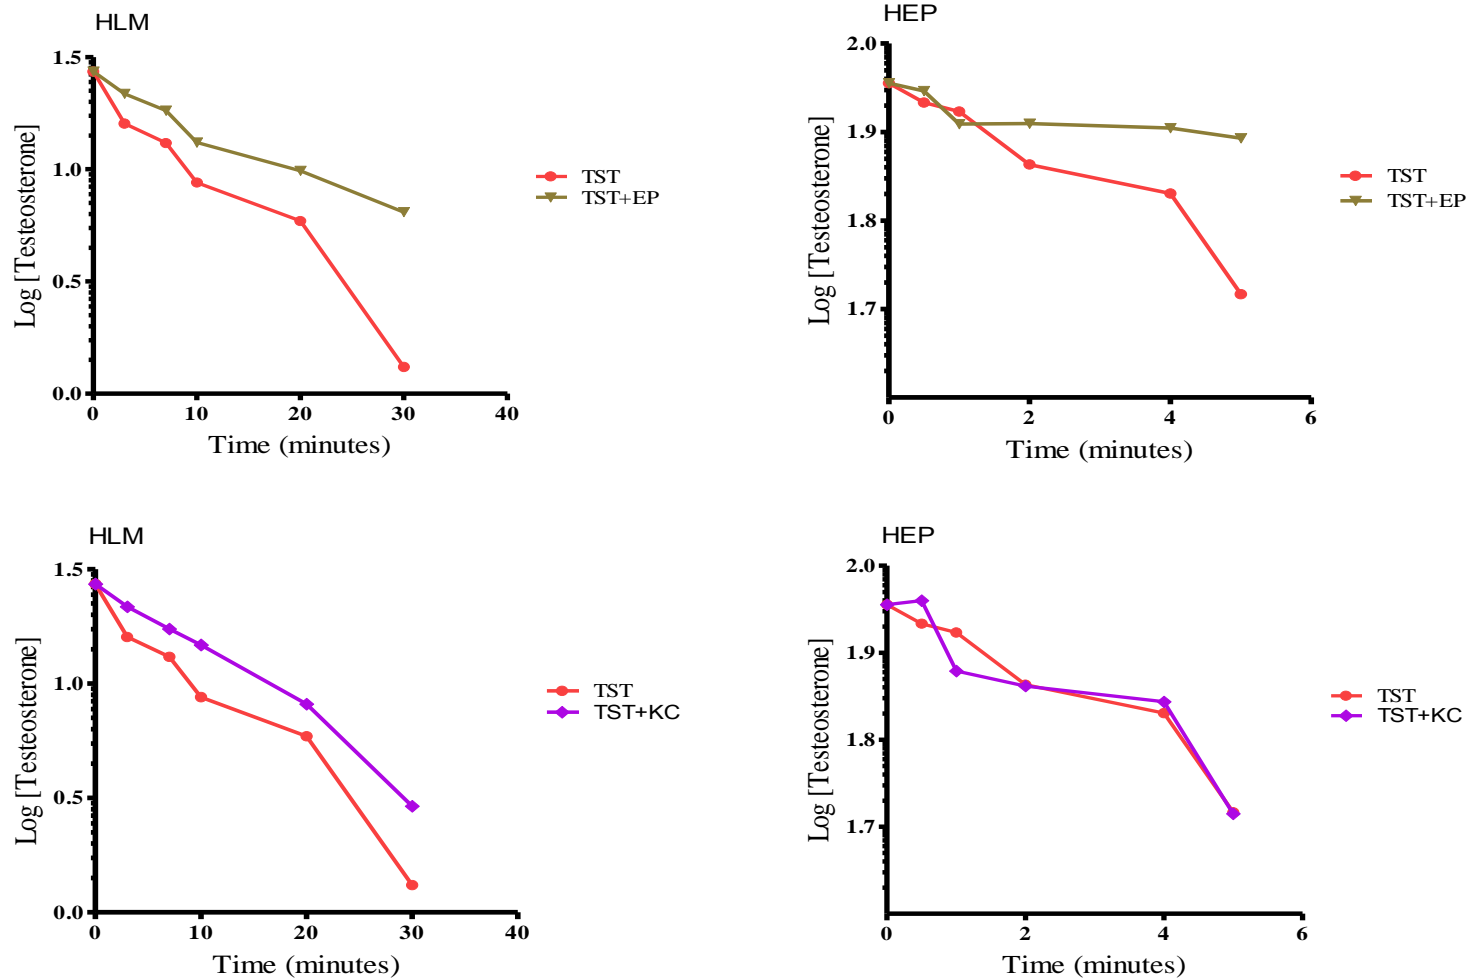 HLM
1.5
1.0
0.5
0.0
0 10 20 30 40
Log [Testeosterone]
Time (minutes)
TST
TST+EP
HEP
2.0
1.9
1.8
1.7
0 2 4 6
Log [Testeosterone]
Time (minutes)
TST
TST+EP
HLM
1.5
1.0
0.5
0.0
0 10 20 30 40
Log [Testeosterone]
Time (minutes)
TST
TST+KC
HEP
2.0
1.9
1.8
1.7
0 2 4 6
Log [Testeosterone]
Time (minutes)
TST
TST+KC